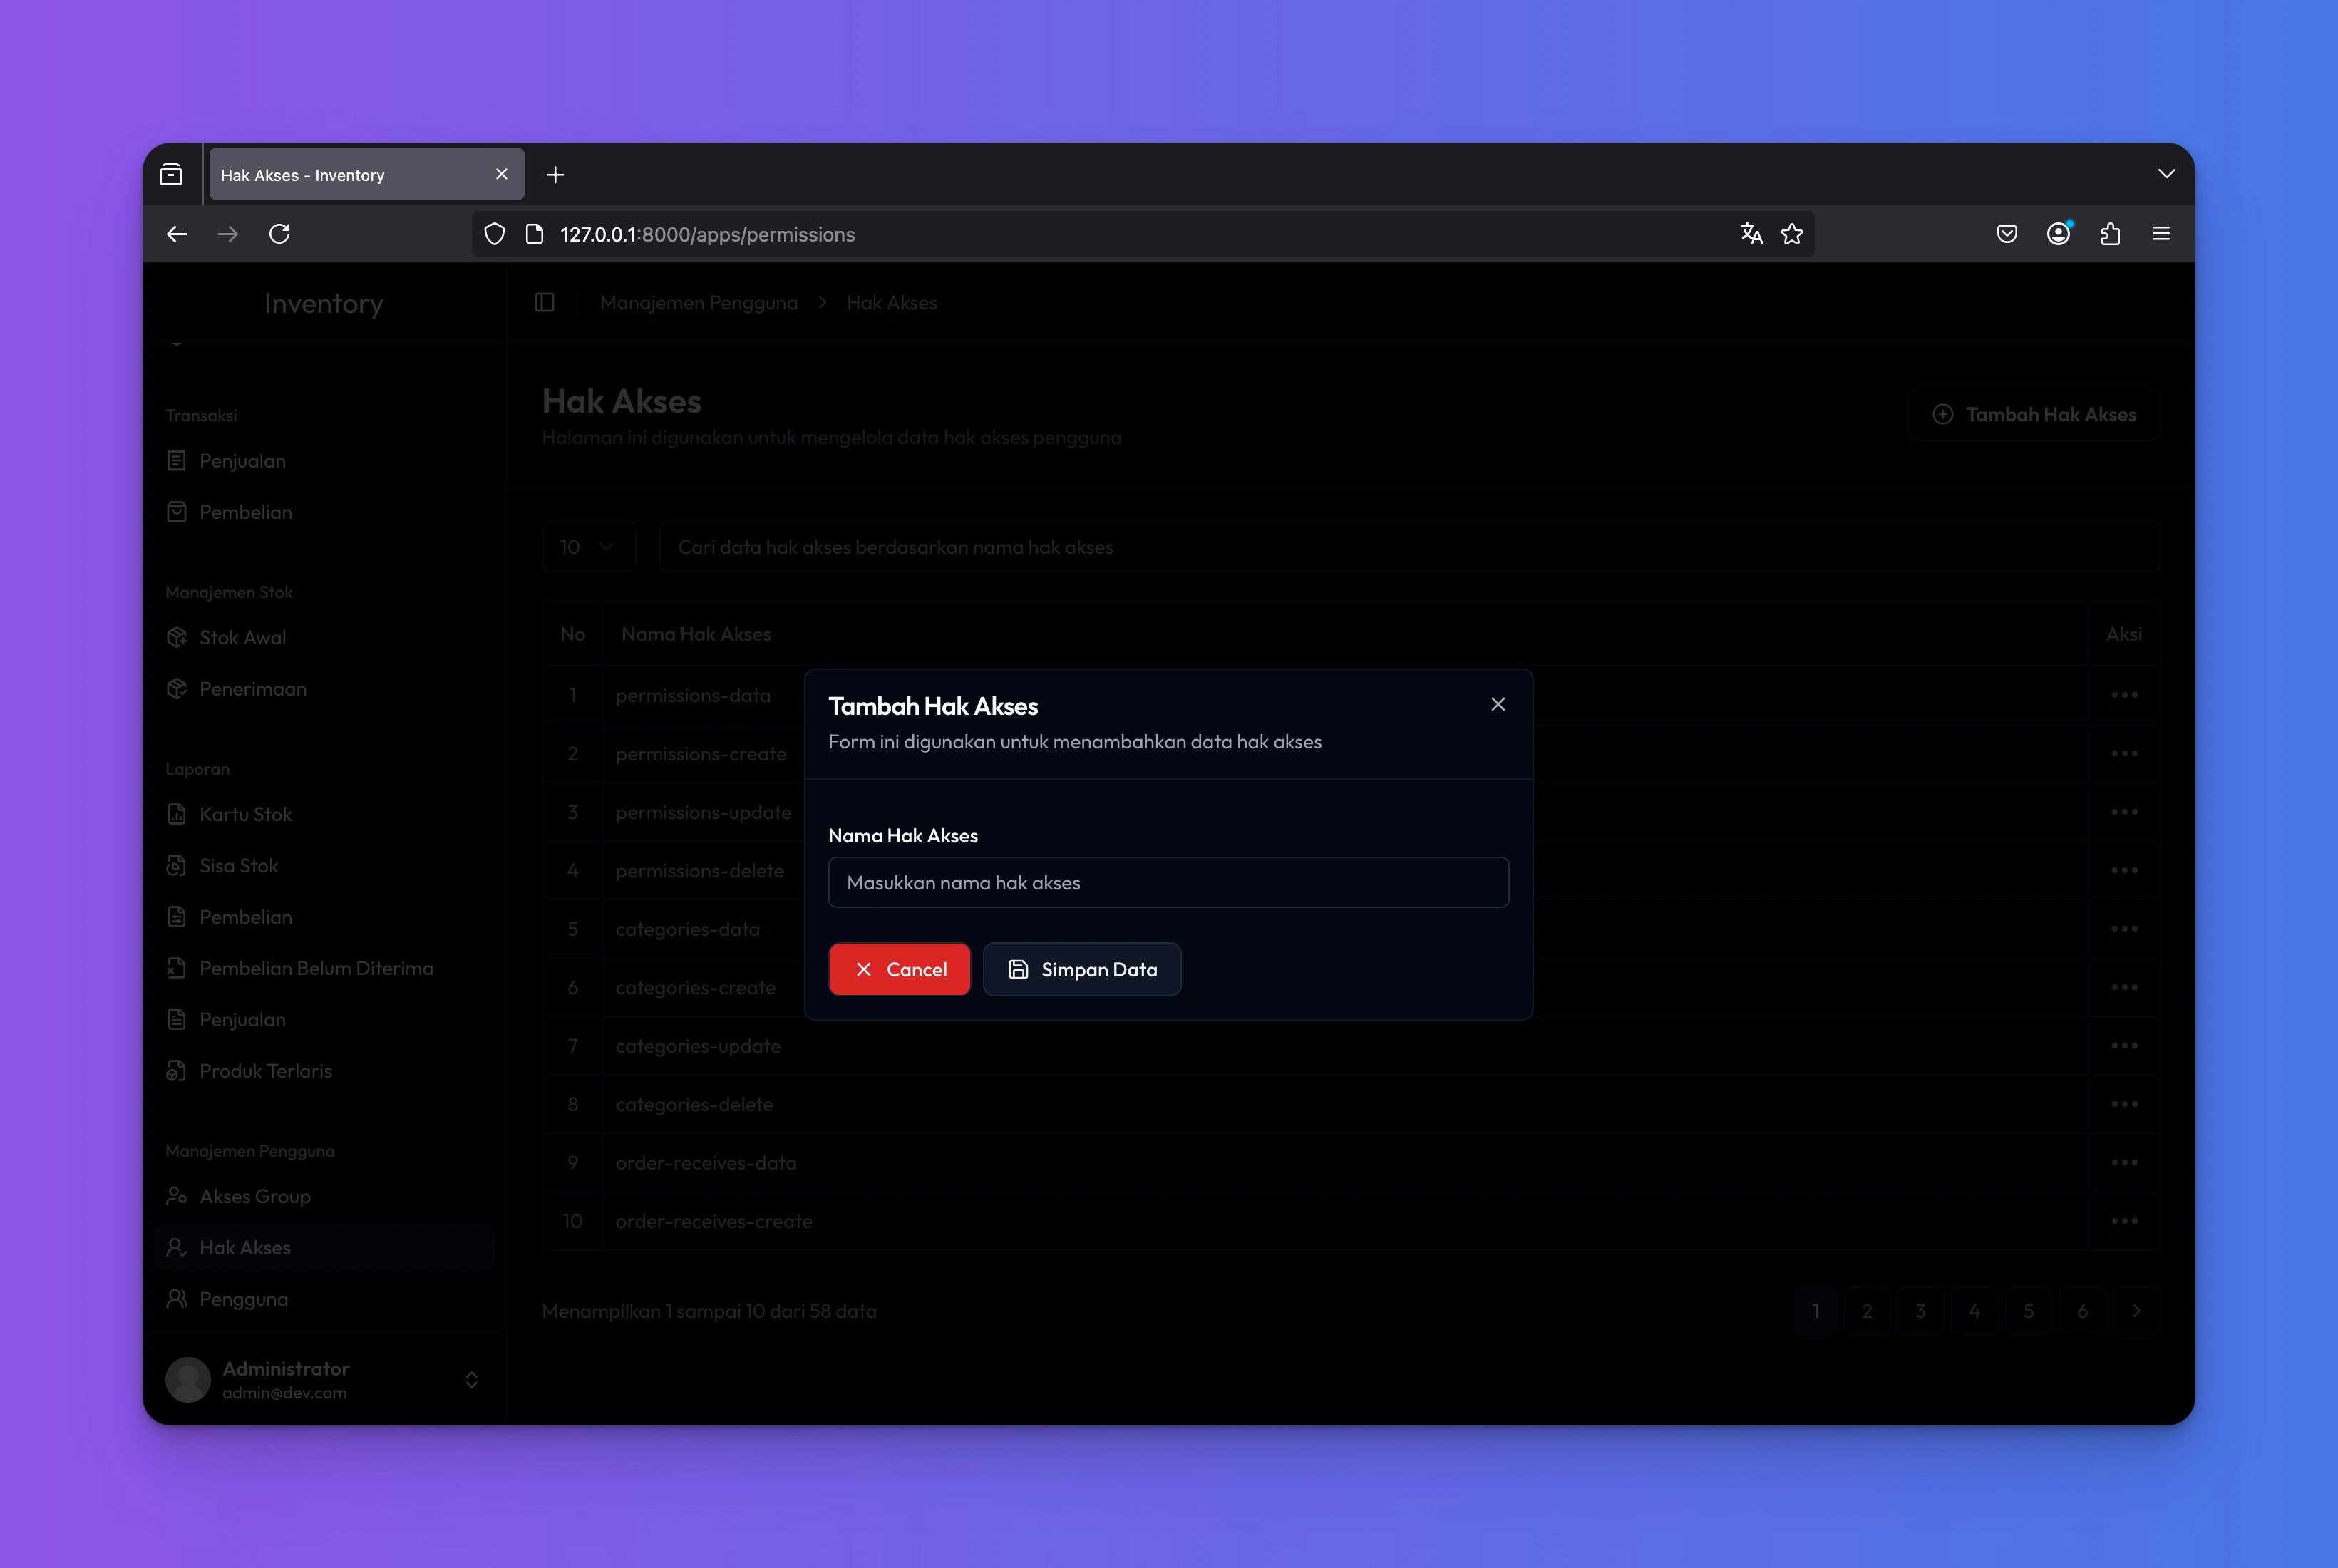 Hak Akses - Inventory
127.0.0.1:8000/apps/permissions
Inventory
Manajemen Pengguna
Hak Akses
Transaksi
Penjualan
Pembelian
Manajemen Stok
Stok Awal
Penerimaan
Laporan
Kartu Stok
Sisa Stok
Pembelian
Pembelian Belum Diterima
Penjualan
Produk Terlaris
Manajemen Pengguna
Akses Group
Hak Akses
Pengguna
Administrator
admin@dev.com
Hak Akses
Halaman ini digunakan untuk mengelola data hak akses pengguna
Tambah Hak Akses
10
Cari data hak akses berdasarkan nama hak akses
No Nama Hak Akses Aksi
1 permissions-data
2 permissions-create
3 permissions-update
4 permissions-delete
5 categories-data
6 categories-create
7 categories-update
8 categories-delete
9 order-receives-data
10 order-receives-create
Menampilkan 1 sampai 10 dari 58 data
1 2 3 4 5 6
Tambah Hak Akses
Form ini digunakan untuk menambahkan data hak akses
Nama Hak Akses
Masukkan nama hak akses
Cancel
Simpan Data